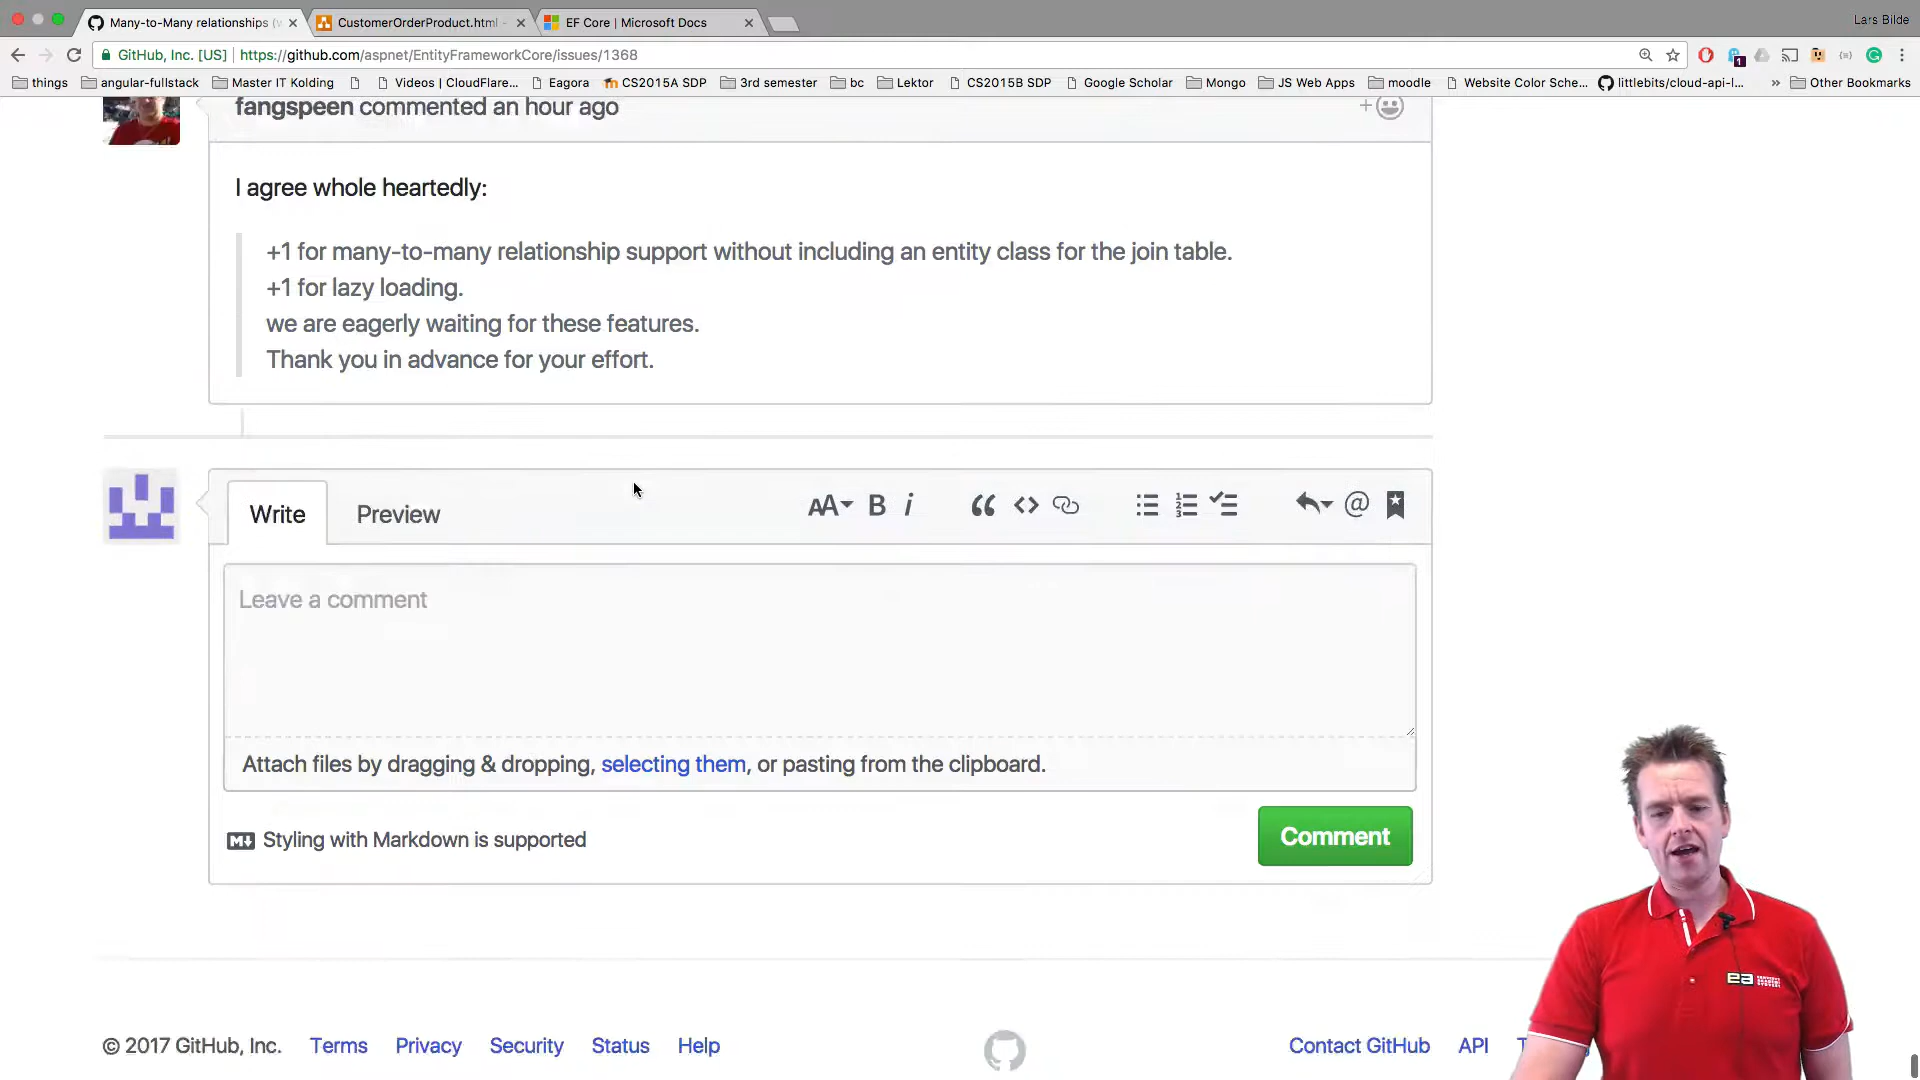 Many-to-Many relationships (
CustomerOrderProduct.html -
EF Core | Microsoft Docs
Lars Bilde
GitHub, Inc. [US]
https://github.com/aspnet/EntityFrameworkCore/issues/1368
1
things
angular-fullstack
Master IT Kolding
Videos | CloudFlare...
Eagora
CS2015A SDP
3rd semester
bc
Lektor
CS2015B SDP
Google Scholar
Mongo
JS Web Apps
moodle
Website Color Sche...
littlebits/cloud-api-l...
»
Other Bookmarks
fangspeen commented an hour ago
I agree whole heartedly:
+1 for many-to-many relationship support without including an entity class for the join table.
+1 for lazy loading.
we are eagerly waiting for these features.
Thank you in advance for your effort.
Write
Preview
AA
B
i
@
Leave a comment
Attach files by dragging & dropping, selecting them, or pasting from the clipboard.
Styling with Markdown is supported
Comment
ea
© 2017 GitHub, Inc.
Terms
Privacy
Security
Status
Help
Contact GitHub
API